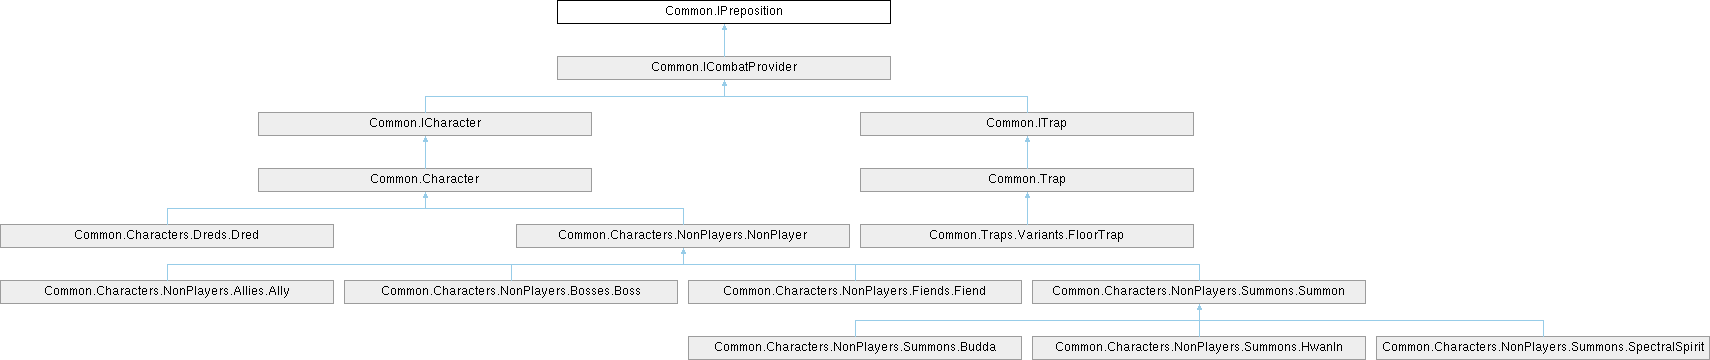 Common.IPreposition
Common.ICombatProvider
Common.ICharacter
Common.ITrap
Common.Character
Common.Trap
Common.Characters.Dreds.Dred
Common.Characters.NonPlayers.NonPlayer
Common.Traps.Variants.FloorTrap
Common.Characters.NonPlayers.Allies.Ally
Common.Characters.NonPlayers.Bosses.Boss
Common.Characters.NonPlayers.Fiends.Fiend
Common.Characters.NonPlayers.Summons.Summon
Common.Characters.NonPlayers.Summons.Budda
Common.Characters.NonPlayers.Summons.HwanIn
Common.Characters.NonPlayers.Summons.SpectralSpirit